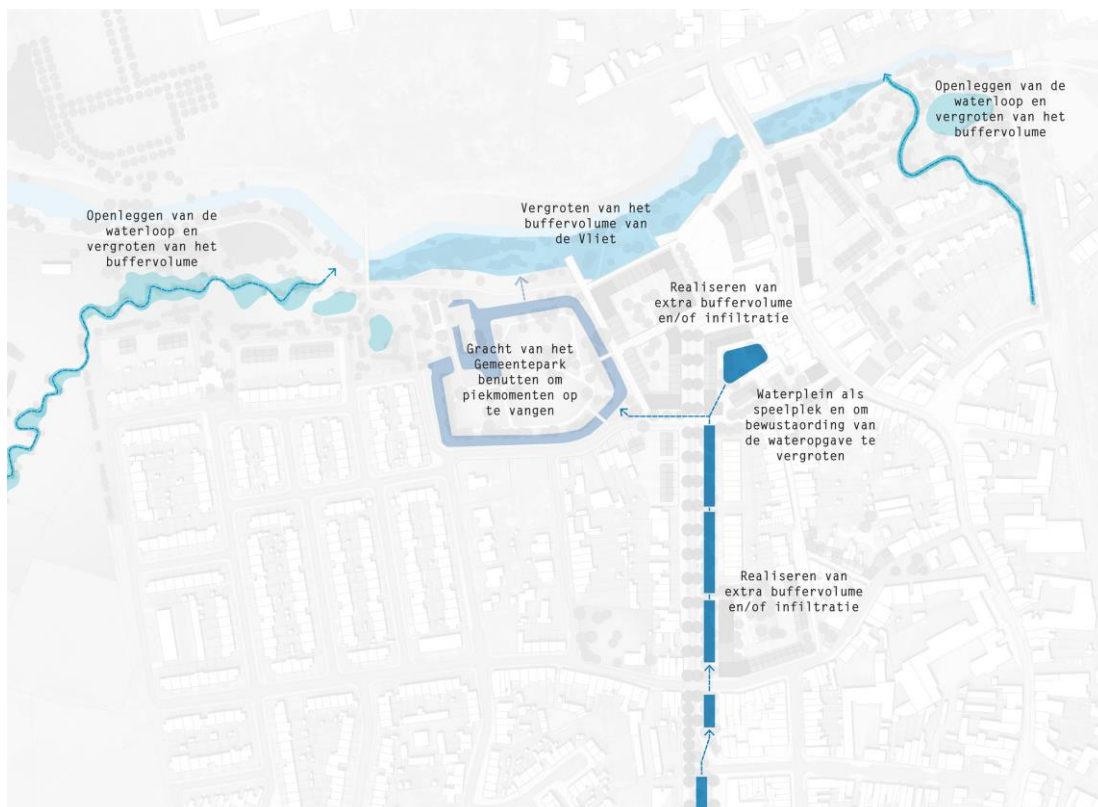 Openleggen van de
waterloop en
vergroten van het
buffervolume
Openleggen van de
waterloop en
vergroten van het
buffervolume
Vergroten van het
buffervolume van
de Vliet
Realiseren van
extra buffervolume
en/of infiltratie
Gracht van het
Gemeentepark
benutten om
piekmomenten op
te vangen
Waterplein als
speelplek en om
bewustaording van
de wateropgave te
vergroten
Realiseren van
extra buffervolume
en/of infiltratie